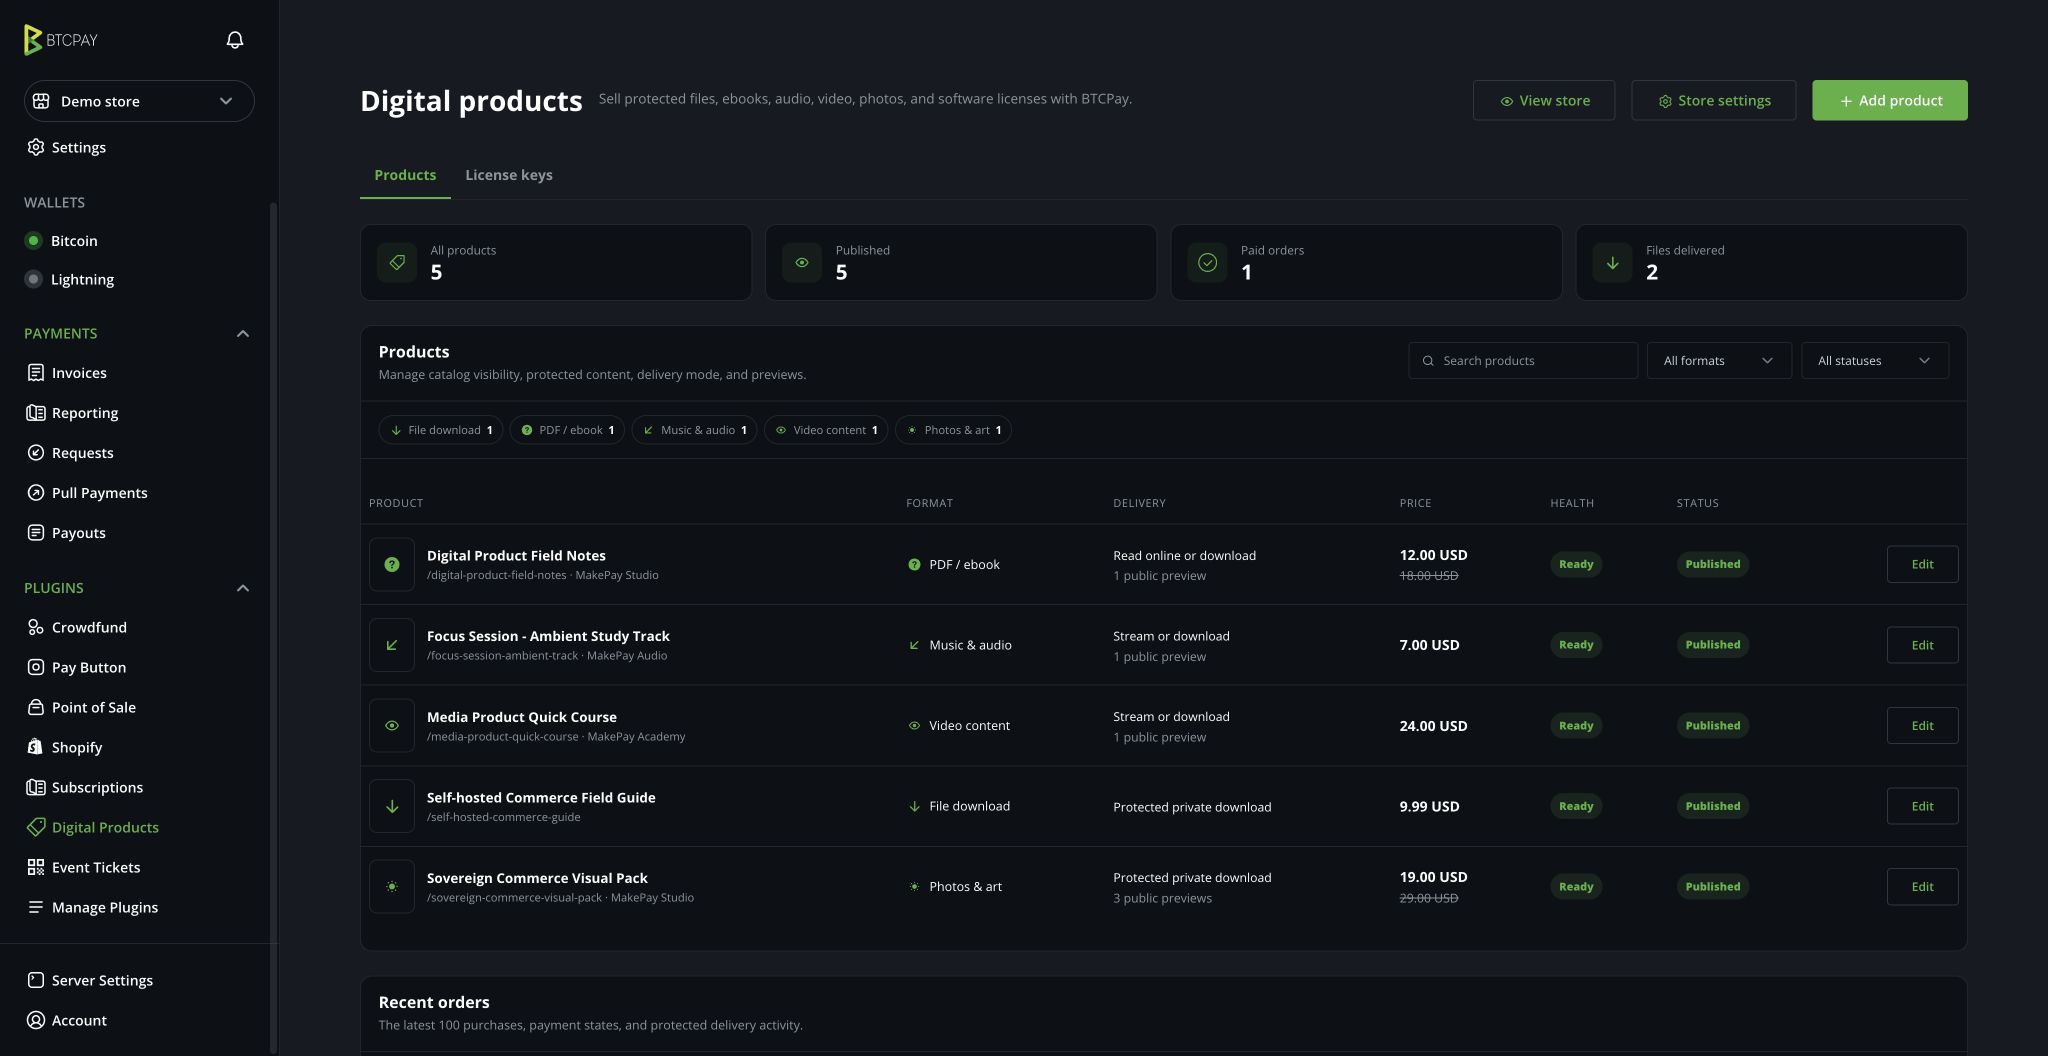 BTCPAY
Demo store
Settings
WALLETS
Bitcoin
Lightning
PAYMENTS
Invoices
Reporting
Requests
Pull Payments
Payouts
PLUGINS
Crowdfund
Pay Button
Point of Sale
Shopify
Subscriptions
Digital Products
Event Tickets
Manage Plugins
Server Settings
Account
Digital products
Sell protected files, ebooks, audio, video, photos, and software licenses with BTCPay.
View store
Store settings
+ Add product
Products
License keys
All products
5
Published
5
Paid orders
1
Files delivered
2
Products
Manage catalog visibility, protected content, delivery mode, and previews.
Search products
All formats
All statuses
File download 1
PDF / ebook 1
Music & audio 1
Video content 1
Photos & art 1
PRODUCT FORMAT DELIVERY PRICE HEALTH STATUS
Digital Product Field Notes
/digital-product-field-notes · MakePay Studio
PDF / ebook
Read online or download
1 public preview
12.00 USD
18.00 USD
Ready
Published
Edit
Focus Session - Ambient Study Track
/focus-session-ambient-track · MakePay Audio
Music & audio
Stream or download
1 public preview
7.00 USD
Ready
Published
Edit
Media Product Quick Course
/media-product-quick-course · MakePay Academy
Video content
Stream or download
1 public preview
24.00 USD
Ready
Published
Edit
Self-hosted Commerce Field Guide
/self-hosted-commerce-guide
File download
Protected private download
9.99 USD
Ready
Published
Edit
Sovereign Commerce Visual Pack
/sovereign-commerce-visual-pack · MakePay Studio
Photos & art
Protected private download
3 public previews
19.00 USD
29.00 USD
Ready
Published
Edit
Recent orders
The latest 100 purchases, payment states, and protected delivery activity.